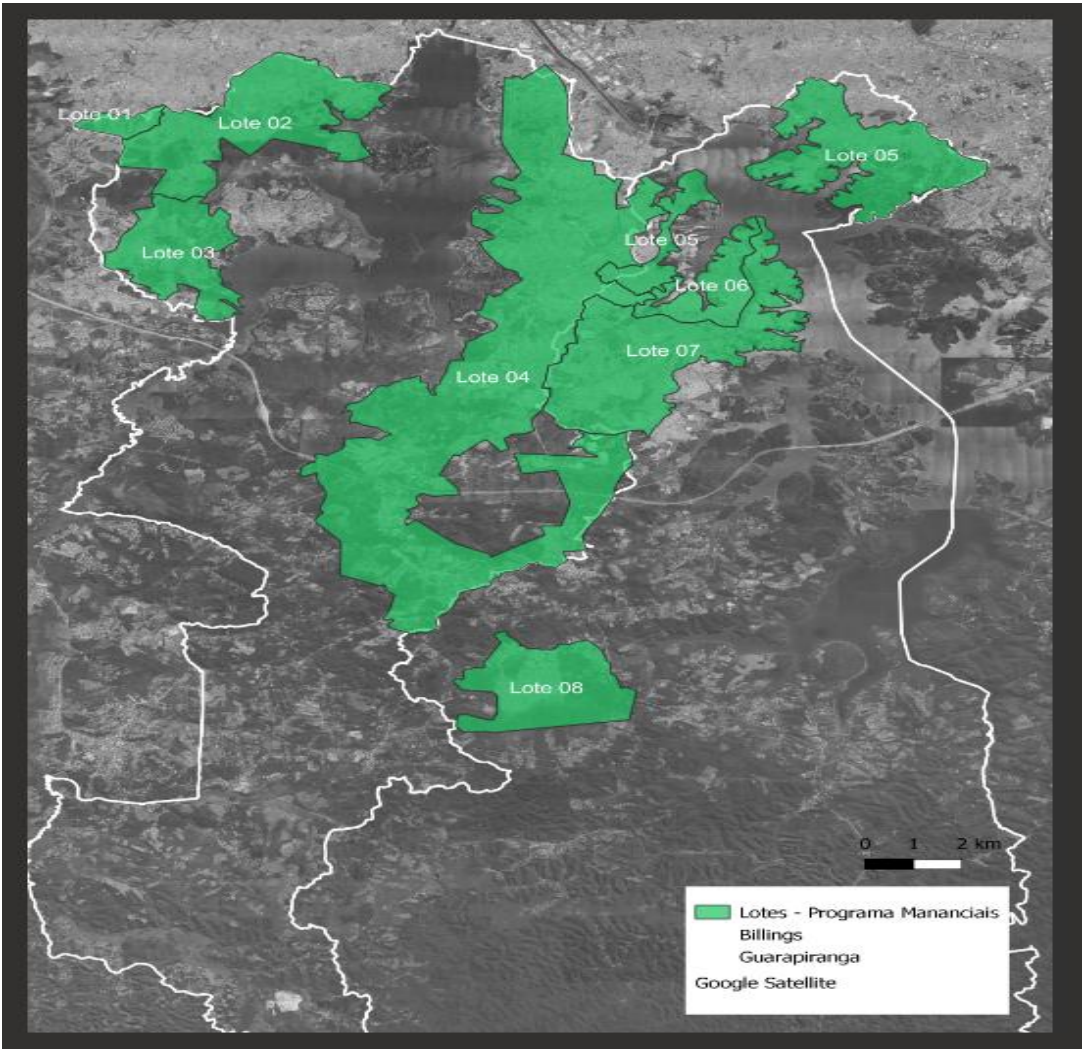 Lote 01
Lote 02
Lote 05
Lote 03
Lote 05
Lote 06
Lote 07
Lote 04
Lote 08
0 1 2 km
Lotes - Programa Mananciais
Billings
Guarapiranga
Google Satellite